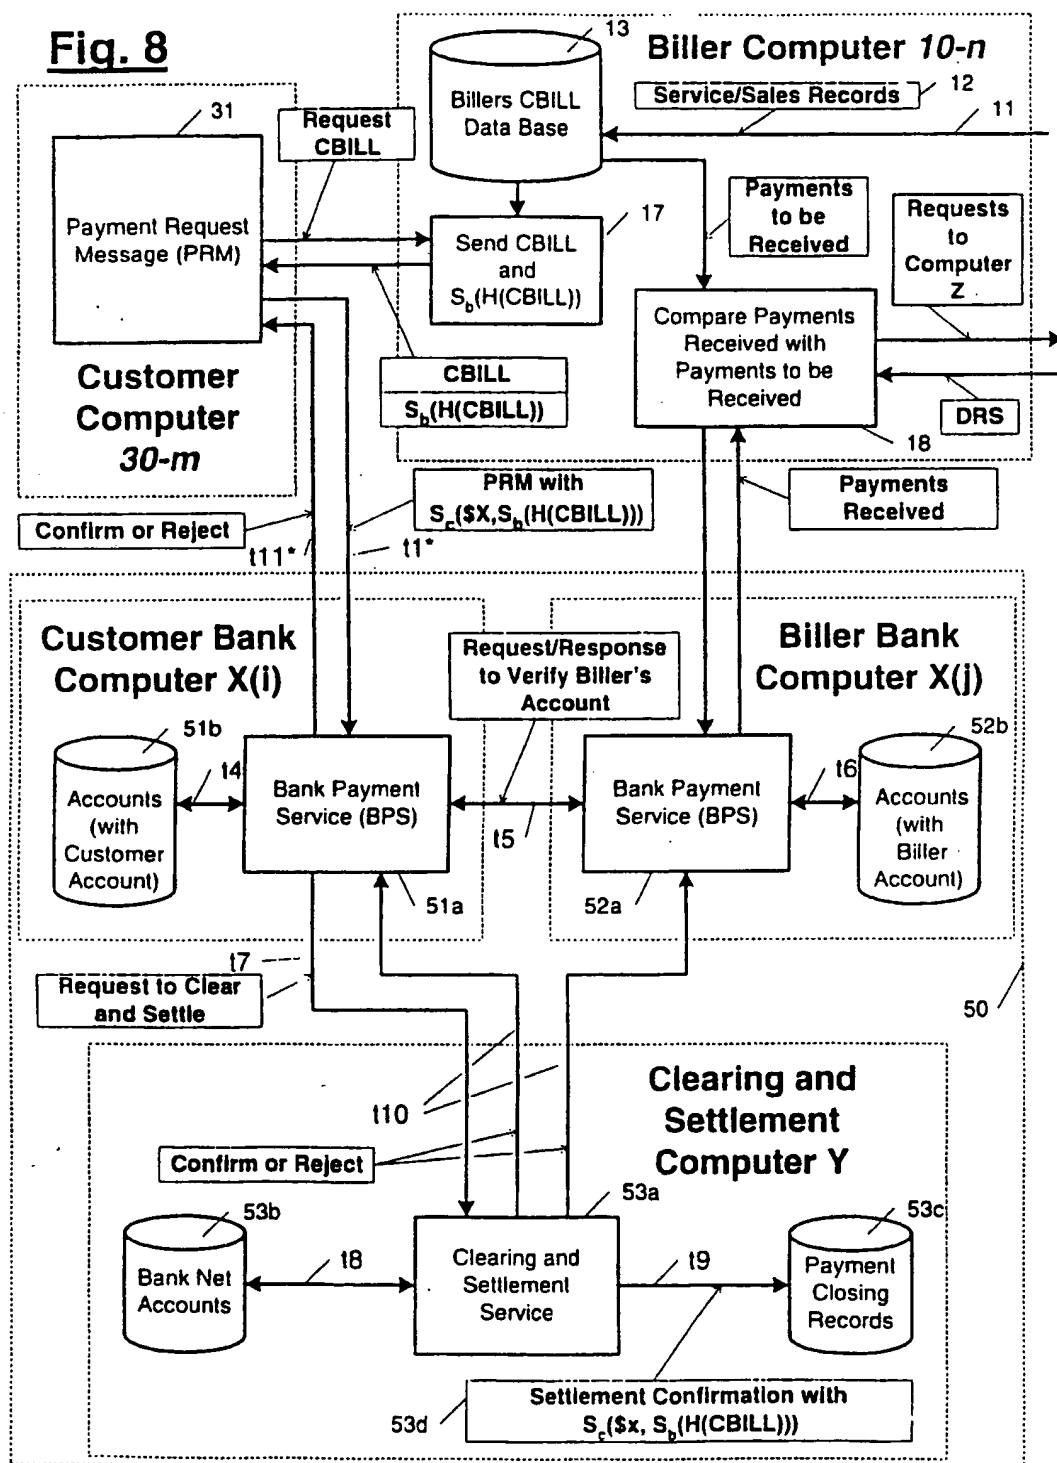 Fig. 8
Biller Computer 10-n
13
Billers CBILL
Data Base
Service/Sales Records
12
11
31
Request
CBILL
Payment Request
Message (PRM)
17
Send CBILL
and
Sb(H(CBILL))
Payments
to be
Received
Requests
to
Computer
Z
Compare Payments
Received with
Payments to be
Received
Customer
Computer
30-m
CBILL
Sb(H(CBILL))
DRS
18
PRM with
Sc($X,Sb(H(CBILL)))
Payments
Received
Confirm or Reject
t11*
t1*
Customer Bank
Computer X(i)
Request/Response
to Verify Biller's
Account
Biller Bank
Computer X(j)
51b
t4
Accounts
(with
Customer
Account)
Bank Payment
Service (BPS)
t5
Bank Payment
Service (BPS)
t6
52b
Accounts
(with
Biller
Account)
51a
52a
t7
Request to Clear
and Settle
50
Clearing and
Settlement
Computer Y
t10
Confirm or Reject
53b
53a
53c
Bank Net
Accounts
t8
Clearing and
Settlement
Service
t9
Payment
Closing
Records
53d
Settlement Confirmation with
Sc($x, Sb(H(CBILL)))